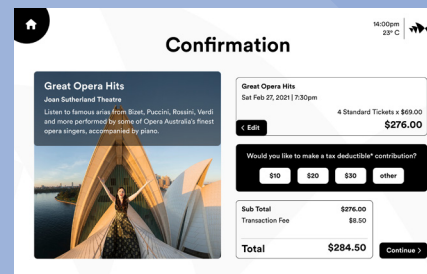 14:00pm
23° C
Confirmation
Great Opera Hits
Joan Sutherland Theatre
Listen to famous arias from Bizet, Puccini, Rossini, Verdi
and more performed by some of Opera Australia's finest
opera singers, accompanied by piano.
Great Opera Hits
Sat Feb 27, 2021 | 7:30pm
4 Standard Tickets x $69.00
< Edit
$276.00
Would you like to make a tax deductible* contribution?
$10
$20
$30
other
Sub Total $276.00
Transaction Fee $8.50
Total $284.50
Continue >